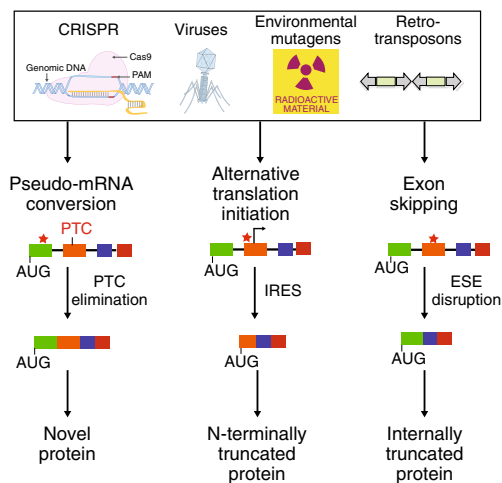 CRISPR
Viruses
Environmental
mutagens
Retro-
transposons
Cas9
Genomic DNA
PAM
RADIOACTIVE
MATERIAL
Pseudo-mRNA
conversion
Alternative
translation
initiation
Exon
skipping
PTC
AUG
AUG
AUG
PTC
elimination
IRES
ESE
disruption
AUG
AUG
AUG
Novel
protein
N-terminally
truncated
protein
Internally
truncated
protein